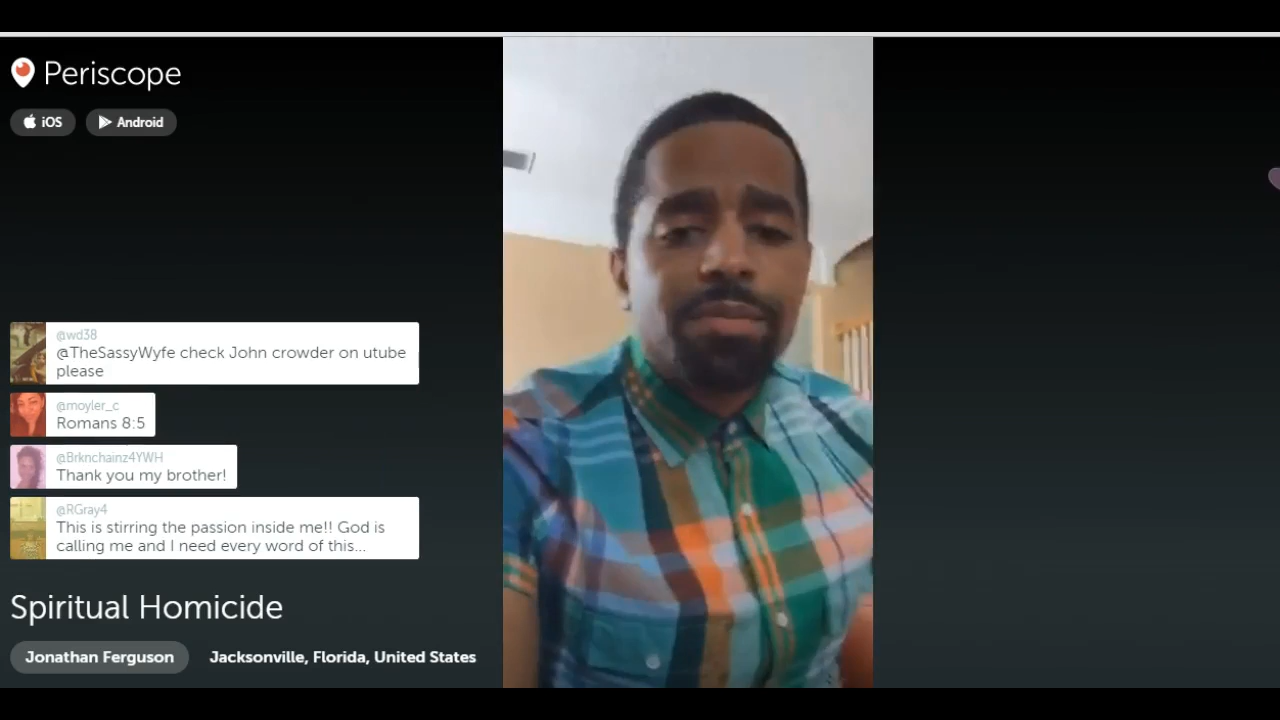 Periscope
iOS
Android
@wd38
@TheSassyWyfe check John crowder on utube
please
@moyler_c
Romans 8:5
@Brknchainz4YWH
Thank you my brother!
@RGray4
This is stirring the passion inside me!! God is
calling me and I need every word of this...
Spiritual Homicide
Jonathan Ferguson
Jacksonville, Florida, United States